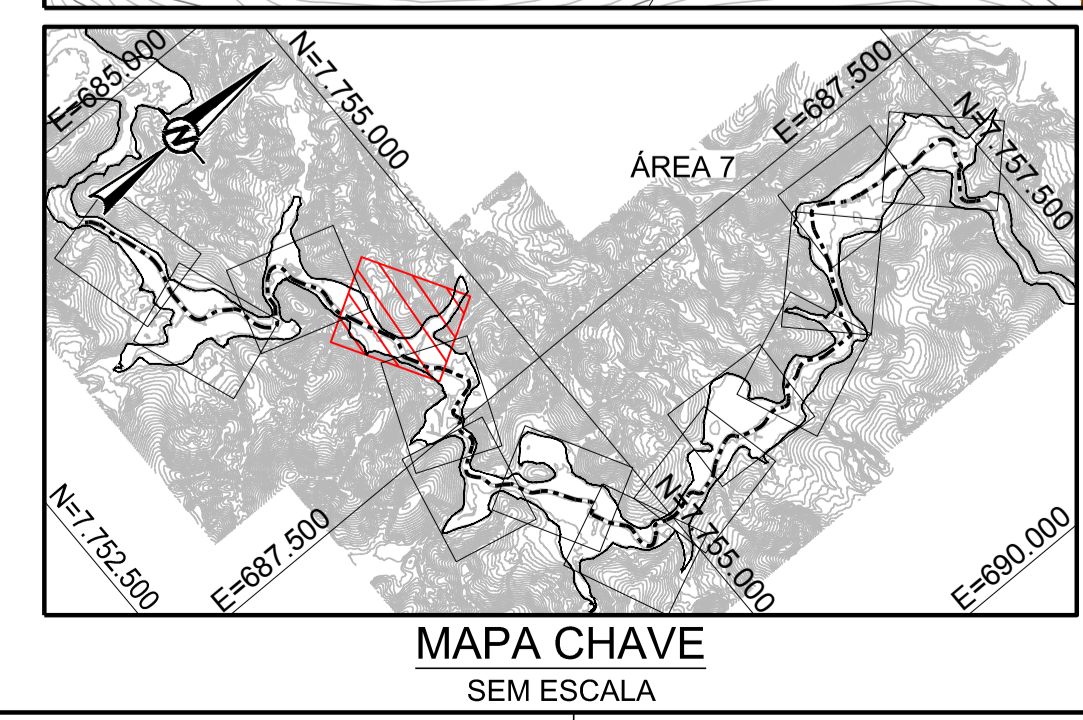 E=685.000
N=7.755.000
N
E=687.500
N=7.757.500
ÁREA 7
N=7.752.500
E=687.500
N=7.755.000
E=690.000
MAPA CHAVE
SEM ESCALA